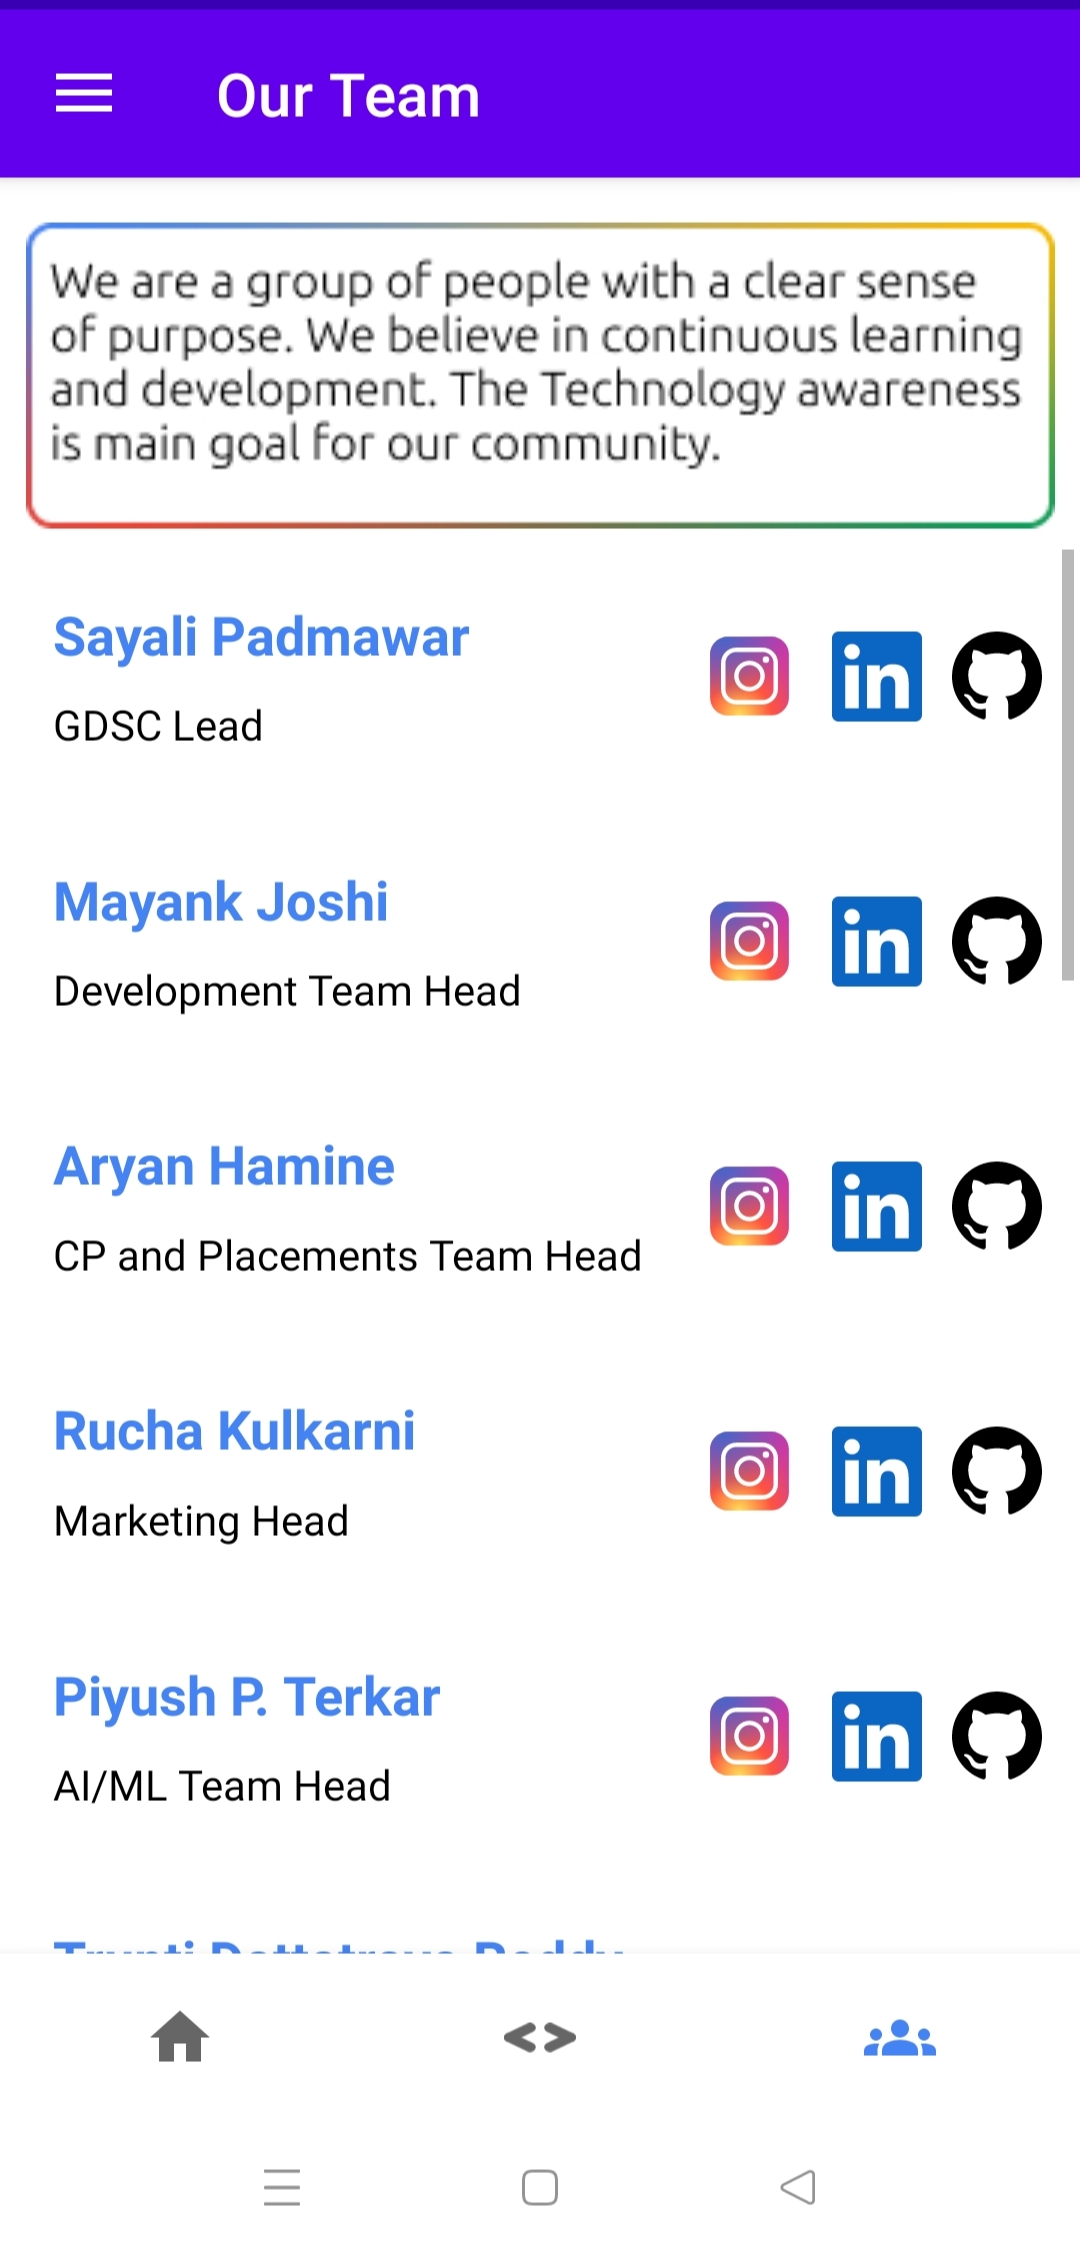 Our Team
We are a group of people with a clear sense
of purpose. We believe in continuous learning
and development. The Technology awareness
is main goal for our community.
Sayali Padmawar
GDSC Lead
Mayank Joshi
Development Team Head
Aryan Hamine
CP and Placements Team Head
Rucha Kulkarni
Marketing Head
Piyush P. Terkar
AI/ML Team Head